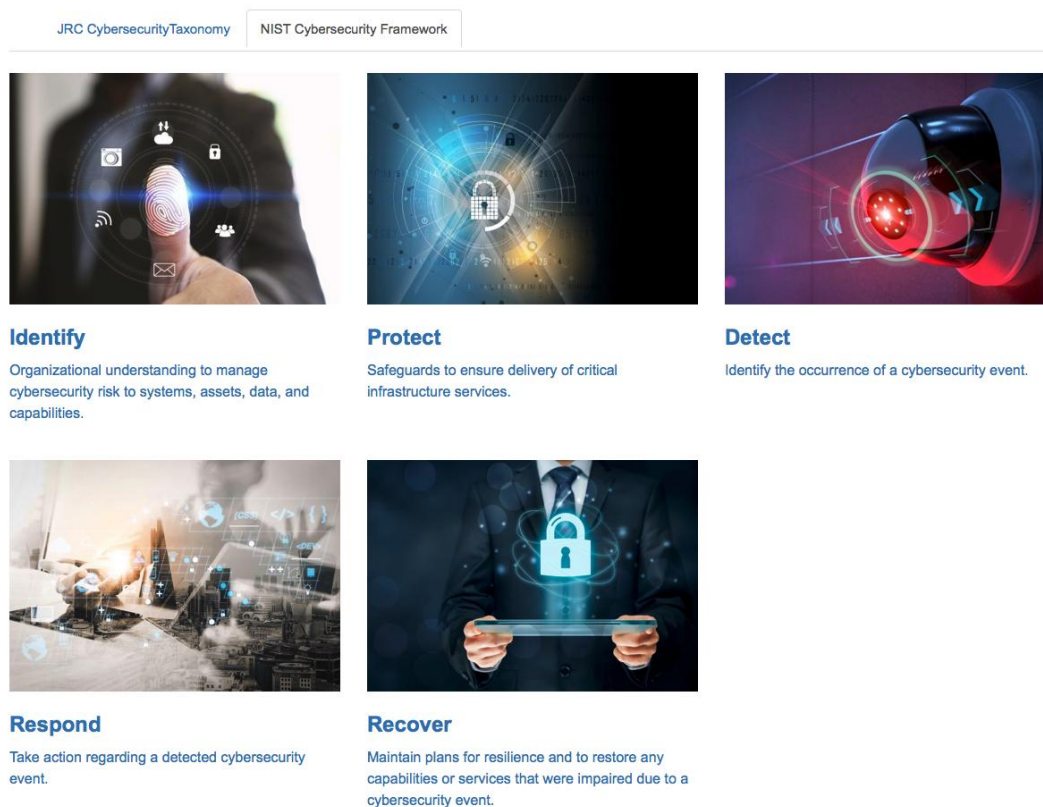 JRC CybersecurityTaxonomy
NIST Cybersecurity Framework
Identify
Organizational understanding to manage
cybersecurity risk to systems, assets, data, and
capabilities.
Protect
Safeguards to ensure delivery of critical
infrastructure services.
Detect
Identify the occurrence of a cybersecurity event.
{CSS}
</>
{ }
<DEV>
Respond
Take action regarding a detected cybersecurity
event.
Recover
Maintain plans for resilience and to restore any
capabilities or services that were impaired due to a
cybersecurity event.